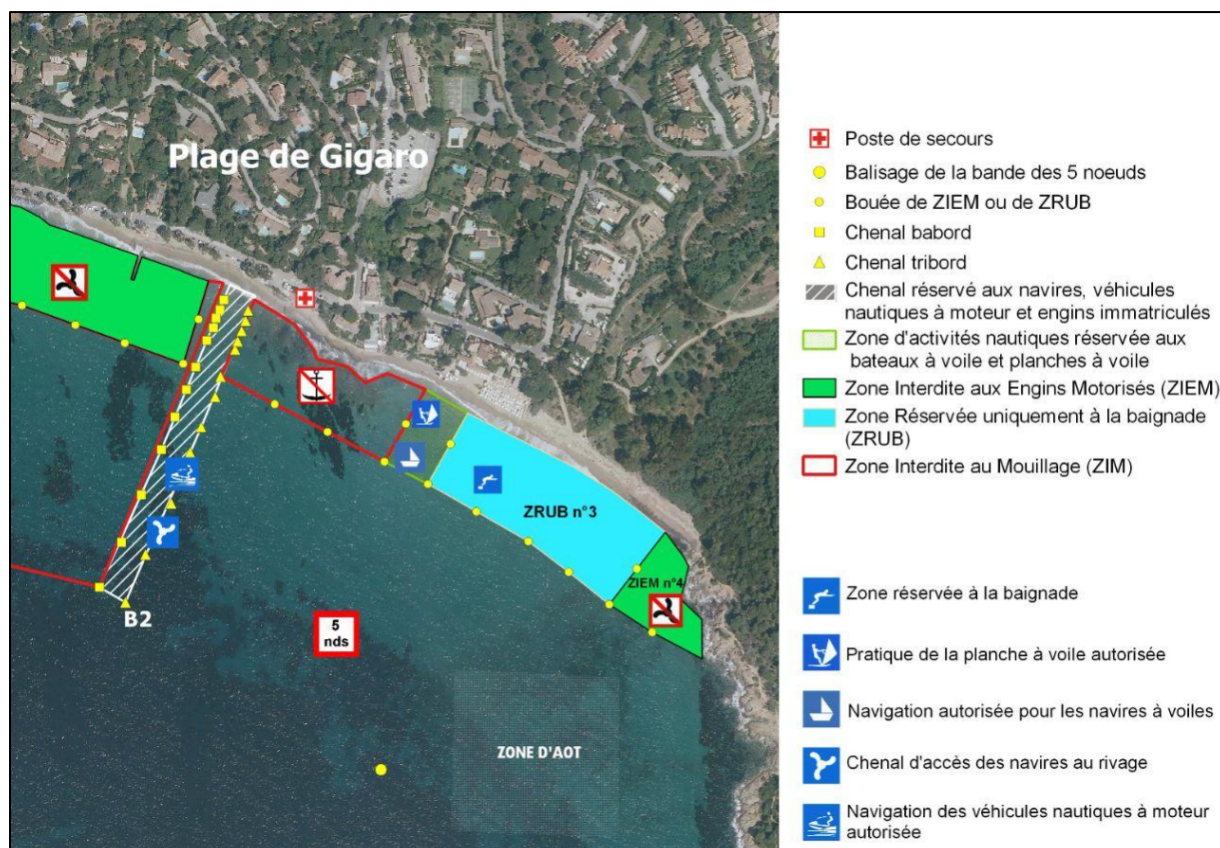 Plage de Gigaro
ZRUB n°3
ZIEM n°4
B2
5
nds
ZONE D'AOT
Poste de secours
Balisage de la bande des 5 noeuds
Bouée de ZIEM ou de ZRUB
Chenal babord
Chenal tribord
Chenal réservé aux navires, véhicules
nautiques à moteur et engins immatriculés
Zone d'activités nautiques réservée aux
bateaux à voile et planches à voile
Zone Interdite aux Engins Motorisés (ZIEM)
Zone Réservée uniquement à la baignade
(ZRUB)
Zone Interdite au Mouillage (ZIM)
Zone réservée à la baignade
Pratique de la planche à voile autorisée
Navigation autorisée pour les navires à voiles
Chenal d'accès des navires au rivage
Navigation des véhicules nautiques à moteur
autorisée